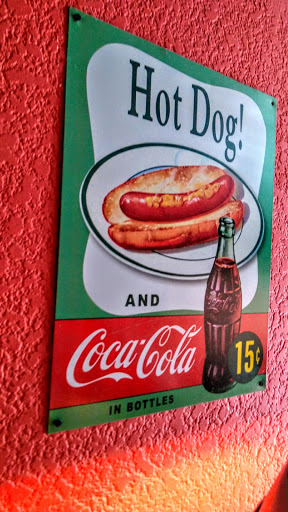 Hot Dog!
AND
Coca-Cola
15¢
IN BOTTLES